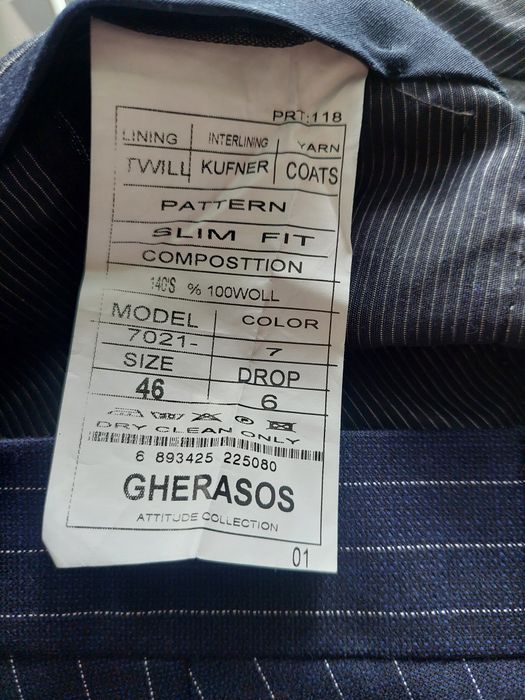 PRT:118
LINING INTERLINING YARN
TWILL KUFNER COATS
PATTERN
SLIM FIT
COMPOSTTION
140'S % 100WOLL
MODEL COLOR
7021- 7
SIZE DROP
46 6
DRY CLEAN ONLY
6 893425 225080
GHERASOS
ATTITUDE COLLECTION
01